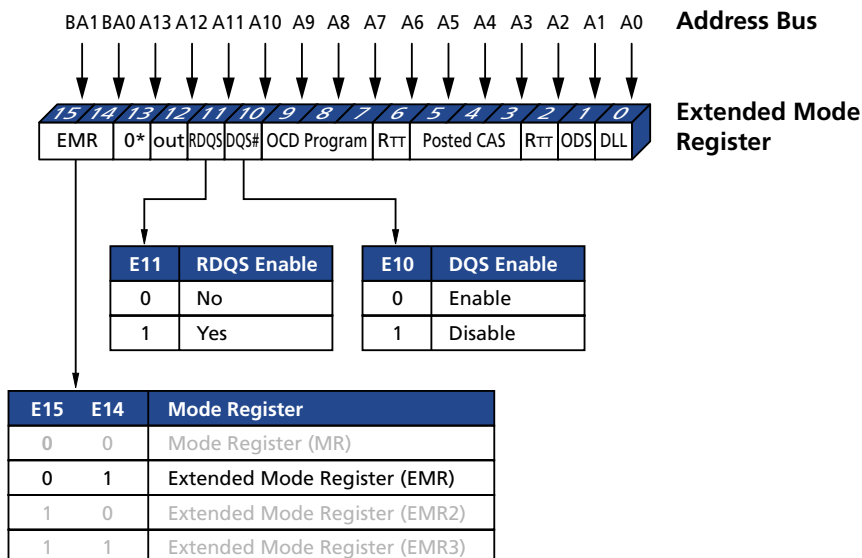 BA1 BA0 A13 A12 A11 A10 A9 A8 A7 A6 A5 A4 A3 A2 A1 A0 Address Bus
15 14 13 12 11 10 9 8 7 6 5 4 3 2 1 0 Extended Mode
EMR 0* out RDQS DQS# OCD Program RTT Posted CAS RTT ODS DLL Register
E11 RDQS Enable
0 No
1 Yes
E10 DQS Enable
0 Enable
1 Disable
E15 E14 Mode Register
0 0 Mode Register (MR)
0 1 Extended Mode Register (EMR)
1 0 Extended Mode Register (EMR2)
1 1 Extended Mode Register (EMR3)